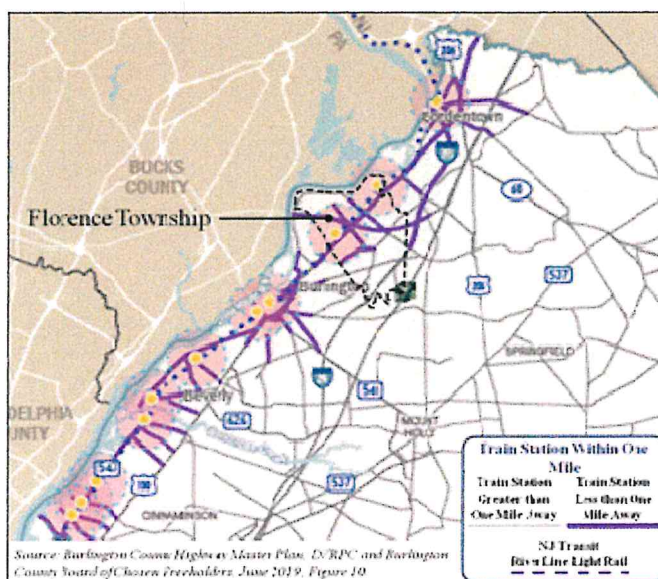 NJ
PA
206
Bordentown
BUCKS
COUNTY
68
Florence Township
537
206
Burlington
SPRINGFIELD
541
Beverly
626
MOUNT
HOLLY
DELPHIA
UNTY
543
130
537
CINNAMINSON
Train Station Within One
Mile
Train Station Train Station
Greater than Less than One
One Mile Away Mile Away
NJ Transit
River Line Light Rail
Source: Burlington County Highway Master Plan, DVRPC and Burlington
County Board of Chosen Freeholders, June 2019, Figure 10